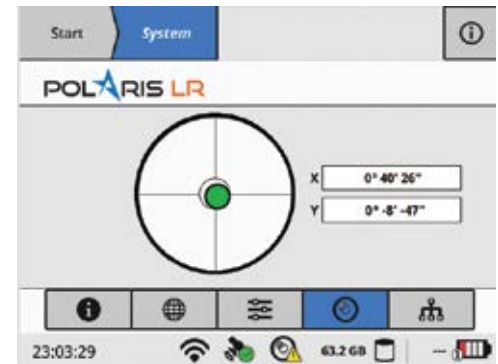 Start System
POLARIS LR
X 0° 40' 26"
Y 0° -8' -47"
23:03:29 63.2 GB --